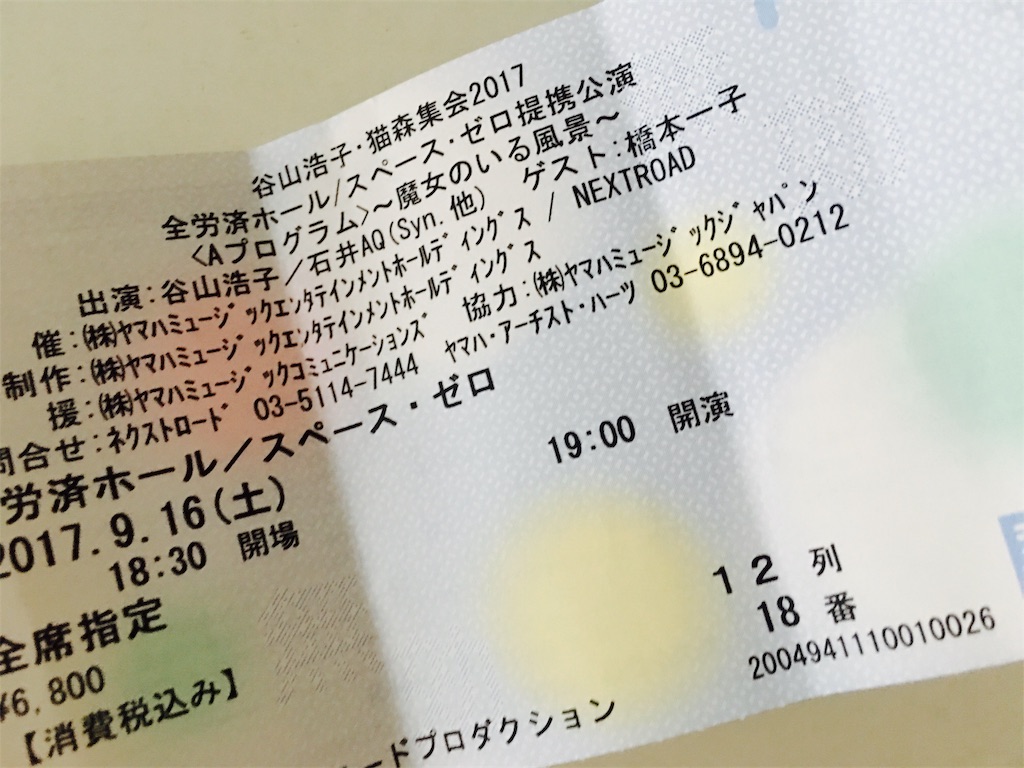 谷山浩子・猫森集会2017
全労済ホール/スペース・ゼロ提携公演
<Aプログラム>～魔女のいる風景～
出演：谷山浩子／石井AQ(Syn.他) ゲスト：橋本一子
催：㈱ヤマハミュージックエンタテインメントホールディングス / NEXTROAD
制作：㈱ヤマハミュージックエンタテインメントホールディングス
援：㈱ヤマハミュージックコミュニケーションズ 協力：㈱ヤマハミュージックジャパン
問合せ：ネクストロード 03-5114-7444 ヤマハ・アーチスト・ハーツ 03-6894-0212
労済ホール／スペース・ゼロ
2017.9.16(土)
18:30 開場 19:00 開演
全席指定
¥6,800
【消費税込み】
12 列
18 番
2004941110010026
ードプロダクション